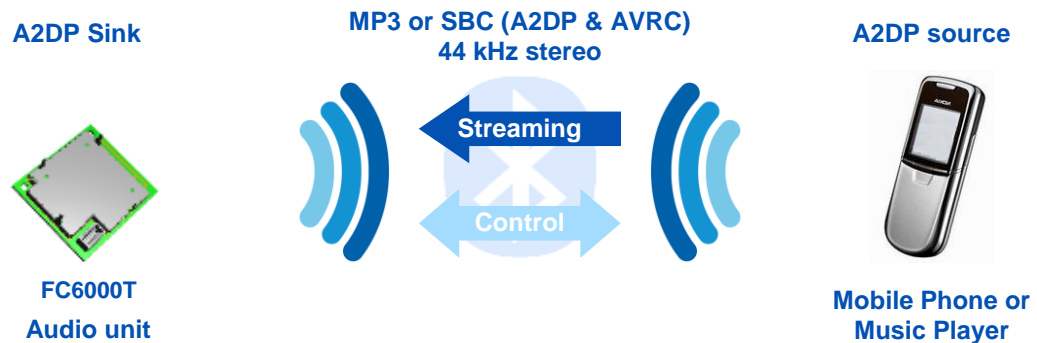 A2DP Sink
MP3 or SBC (A2DP & AVRC)
44 kHz stereo
A2DP source
Streaming
Control
FC6000T
Audio unit
Mobile Phone or
Music Player